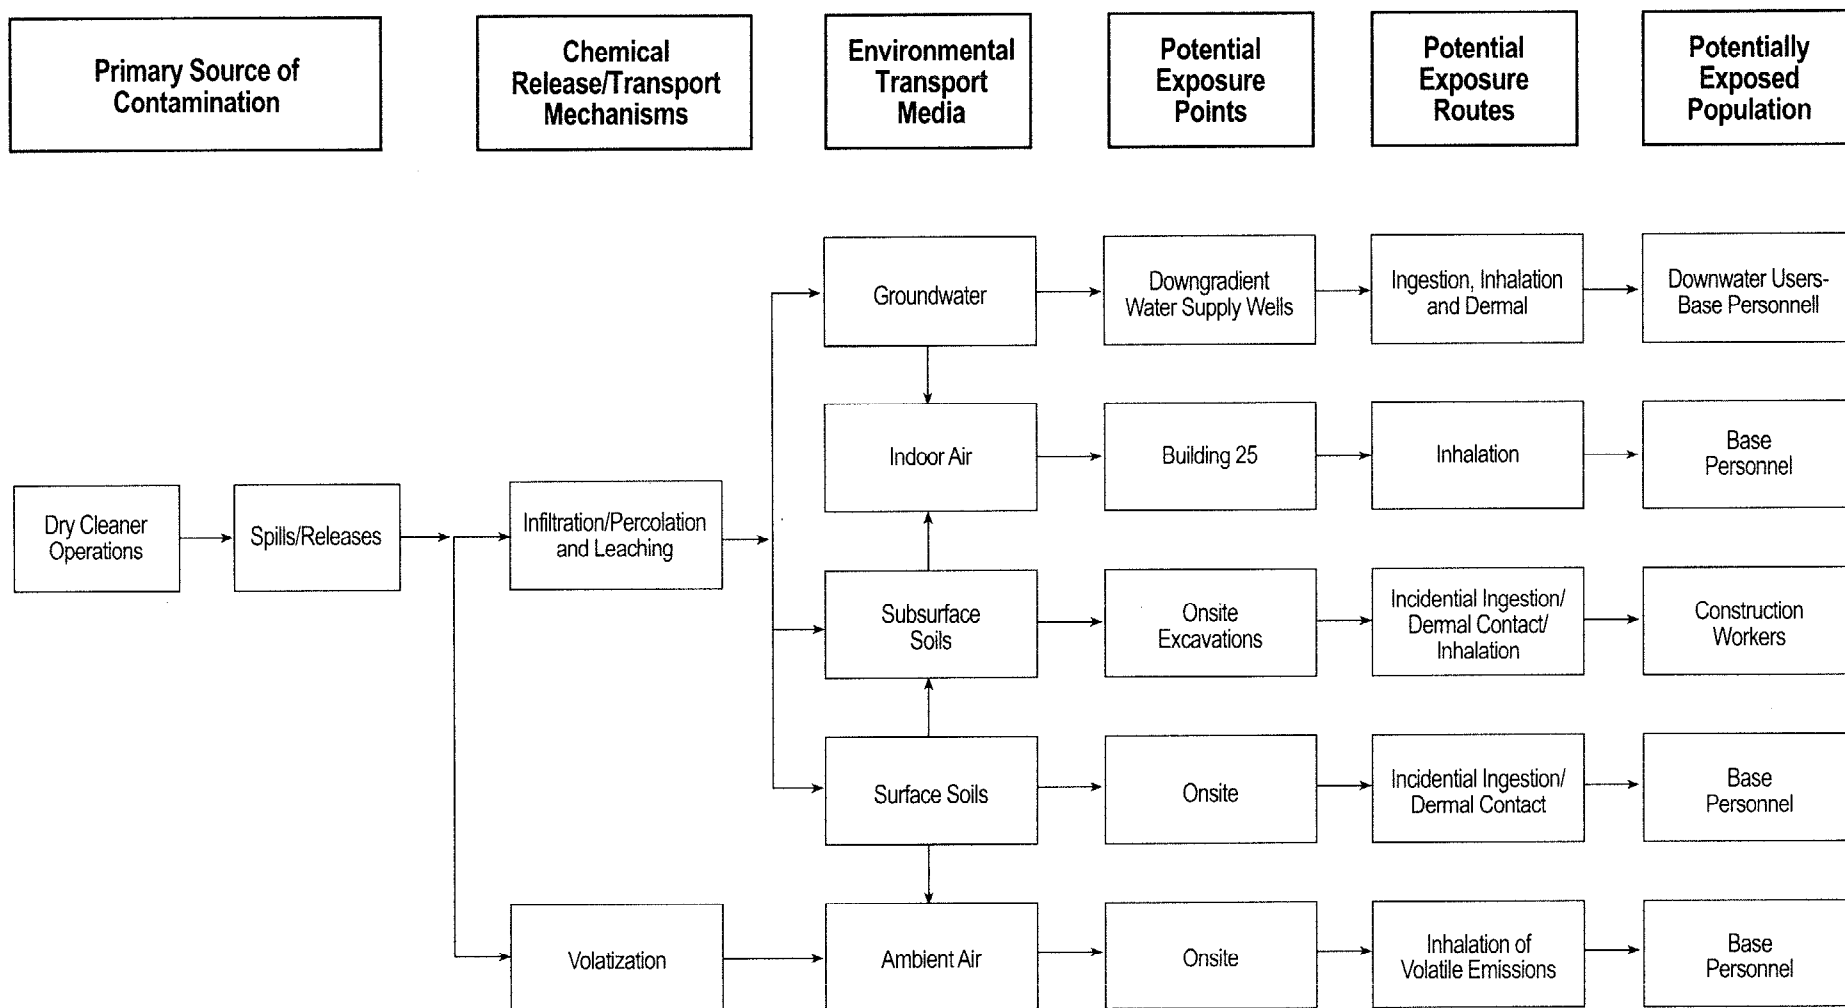 Primary Source of
Contamination
Chemical
Release/Transport
Mechanisms
Environmental
Transport
Media
Potential
Exposure
Points
Potential
Exposure
Routes
Potentially
Exposed
Population
Groundwater
Downgradient
Water Supply Wells
Ingestion, Inhalation
and Dermal
Downwater Users-
Base Personnell
Indoor Air
Building 25
Inhalation
Base
Personnel
Dry Cleaner
Operations
Spills/Releases
Infiltration/Percolation
and Leaching
Subsurface
Soils
Onsite
Excavations
Incidential Ingestion/
Dermal Contact/
Inhalation
Construction
Workers
Surface Soils
Onsite
Incidential Ingestion/
Dermal Contact
Base
Personnel
Volatization
Ambient Air
Onsite
Inhalation of
Volatile Emissions
Base
Personnel